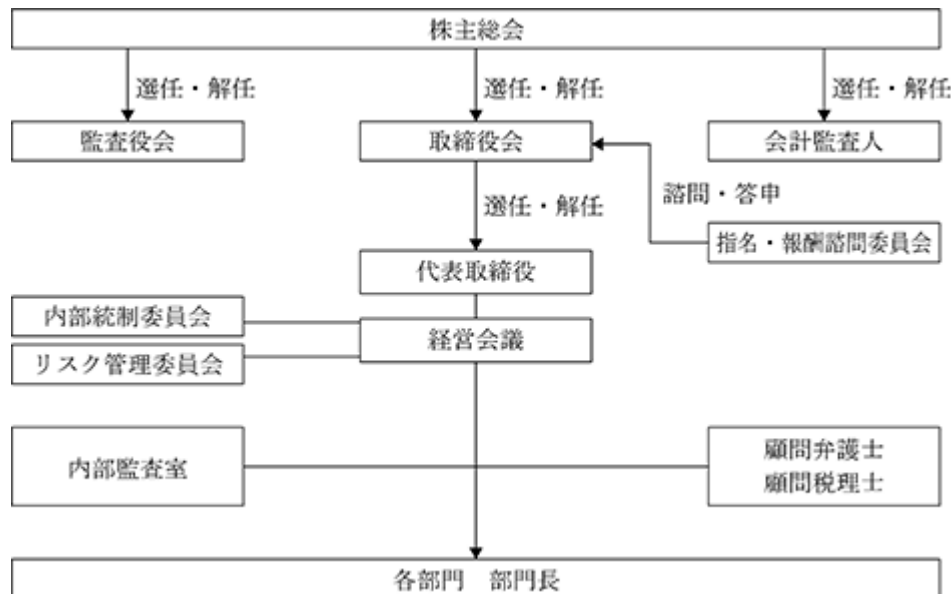 株主総会
選任・解任
選任・解任
選任・解任
監査役会
取締役会
会計監査人
諮問・答申
選任・解任
指名・報酬諮問委員会
代表取締役
内部統制委員会
経営会議
リスク管理委員会
内部監査室
顧問弁護士
顧問税理士
各部門　部門長